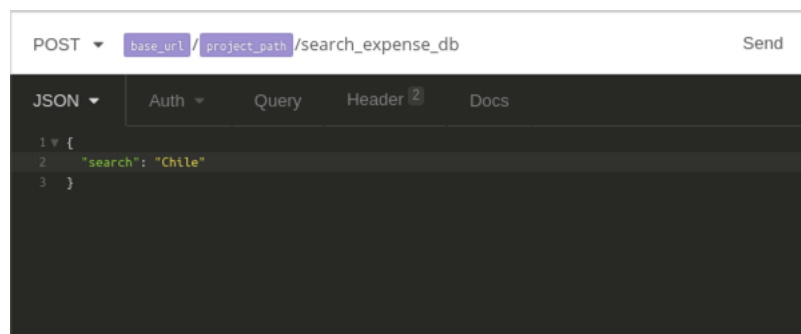 POST base_url/project_path/search_expense_db Send
JSON Auth Query Header 2 Docs
1 {
2 "search": "Chile"
3 }